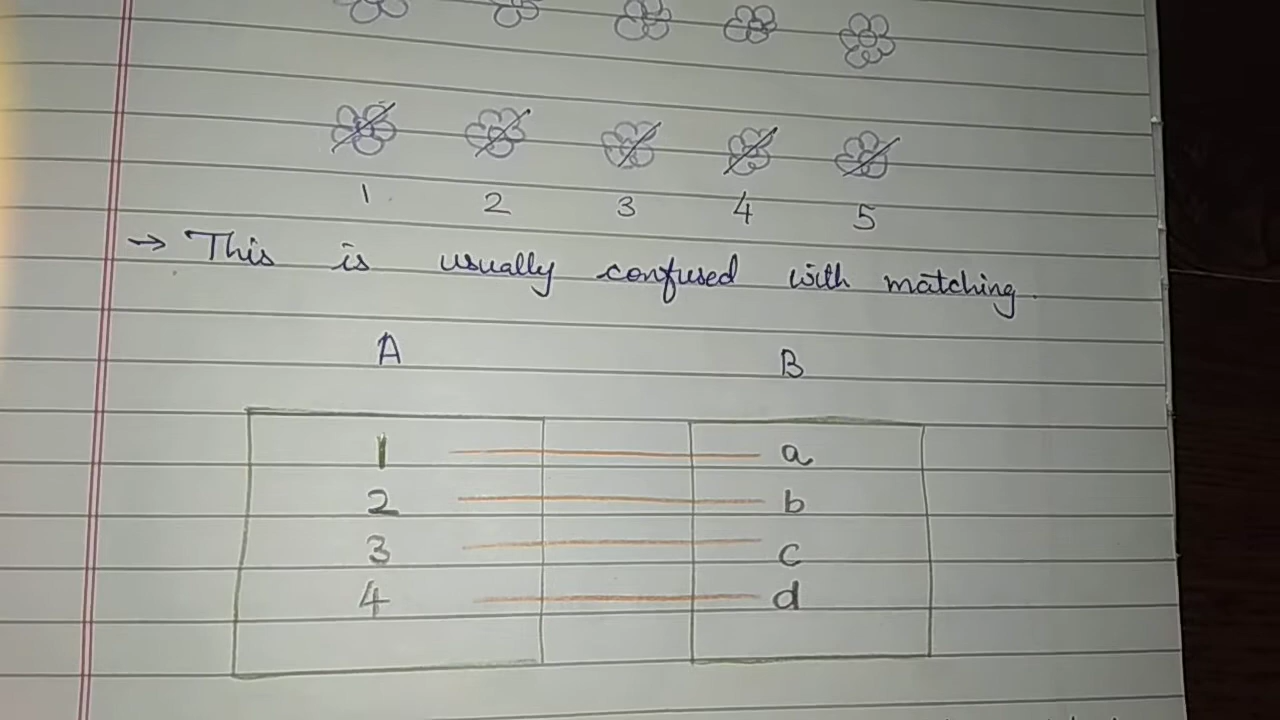 1 2 3 4 5
→ This is usually confused with matching.
A B
1 a
2 b
3 c
4 d